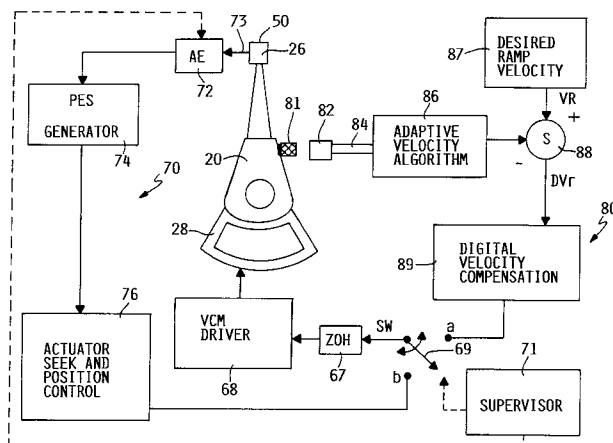 73
50
26
AE
72
87
DESIRED
RAMP
VELOCITY
VR
+
PES
GENERATOR
74
81
82
84
86
ADAPTIVE
VELOCITY
ALGORITHM
-
S
88
20
70
DVr
80
28
89
DIGITAL
VELOCITY
COMPENSATION
76
ACTUATOR
SEEK AND
POSITION
CONTROL
VCM
DRIVER
68
ZOH
67
SW
a
69
b
71
SUPERVISOR